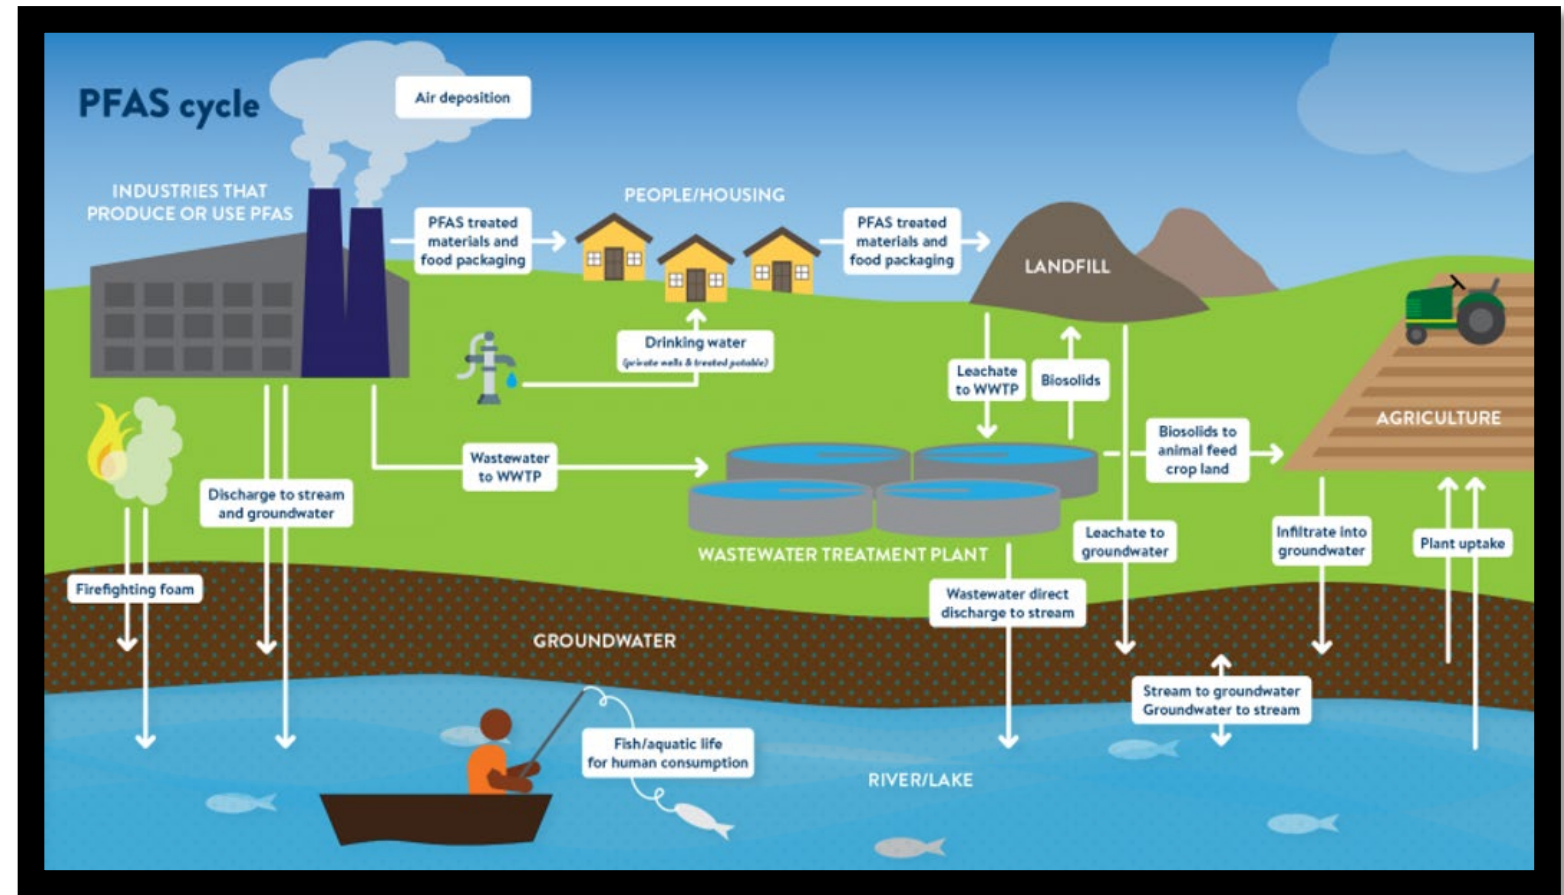 PFAS cycle
Air deposition
INDUSTRIES THAT
PRODUCE OR USE PFAS
PFAS treated
materials and
food packaging
PEOPLE/HOUSING
PFAS treated
materials and
food packaging
LANDFILL
Drinking water
(private wells & treated potable)
Leachate
to WWTP
Biosolids
AGRICULTURE
Wastewater
to WWTP
Biosolids to
animal feed
crop land
Discharge to stream
and groundwater
WASTEWATER TREATMENT PLANT
Leachate to
groundwater
Infiltrate into
groundwater
Plant uptake
Firefighting foam
Wastewater direct
discharge to stream
GROUNDWATER
Stream to groundwater
Groundwater to stream
Fish/aquatic life
for human consumption
RIVER/LAKE